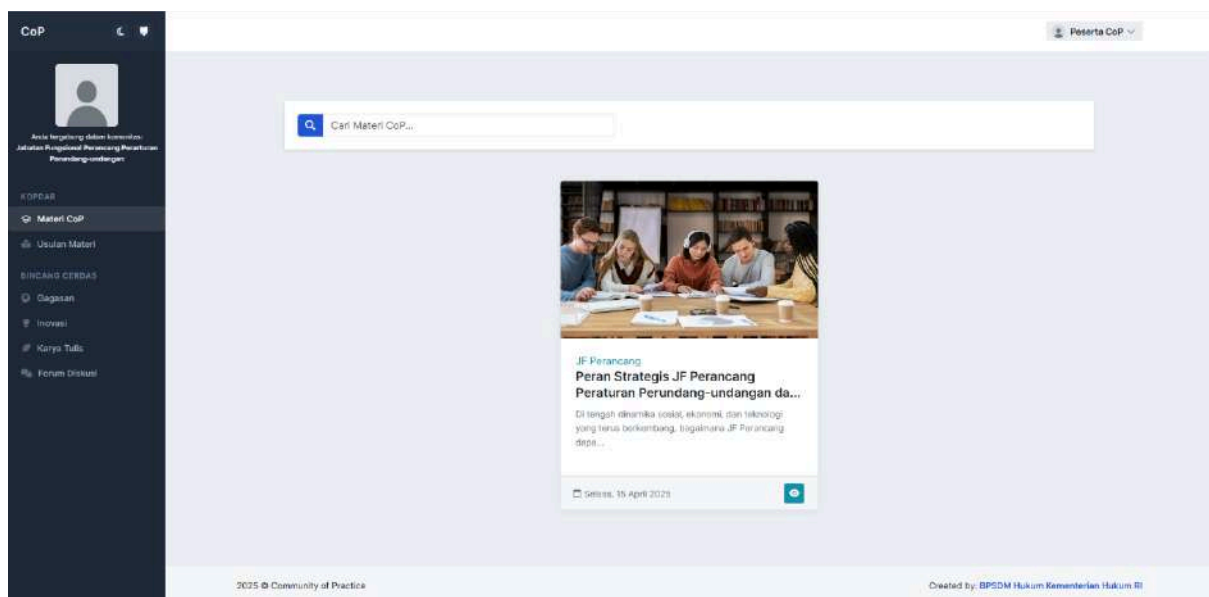 CoP
Peserta CoP
Anda tergabung dalam komunitas:
Jabatan Fungsional Perancang Peraturan
Perundang-undangan
KOPDAR
Materi CoP
Usulan Materi
BINCANG CERDAS
Gagasan
Inovasi
Karya Tulis
Forum Diskusi
Cari Materi CoP...
JF Perancang
Peran Strategis JF Perancang
Peraturan Perundang-undangan da...
Di tengah dinamika sosial, ekonomi, dan teknologi
yang terus berkembang, bagaimana JF Perancang
dapa...
Selasa, 15 April 2025
2025 © Community of Practice
Created by: BPSDM Hukum Kementerian Hukum RI